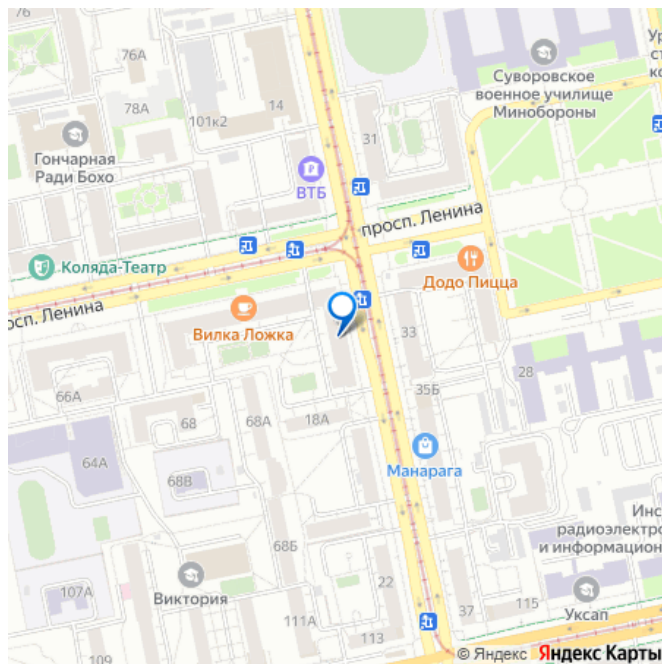 76
76А
78А
101к2
14
31
Суворовское
военное училище
Минобороны
Гончарная
Ради Бохо
ВТБ
просп. Ленина
Коляда-Театр
Додо Пицца
Вилка Ложка
33
28
66А
68
68А
18А
35Б
64А
68В
Манарага
радиоэлектро
и информацион
68Б
107А
Виктория
22
111А
113
37
115
Уксап
109
© Яндекс Яндекс Карты